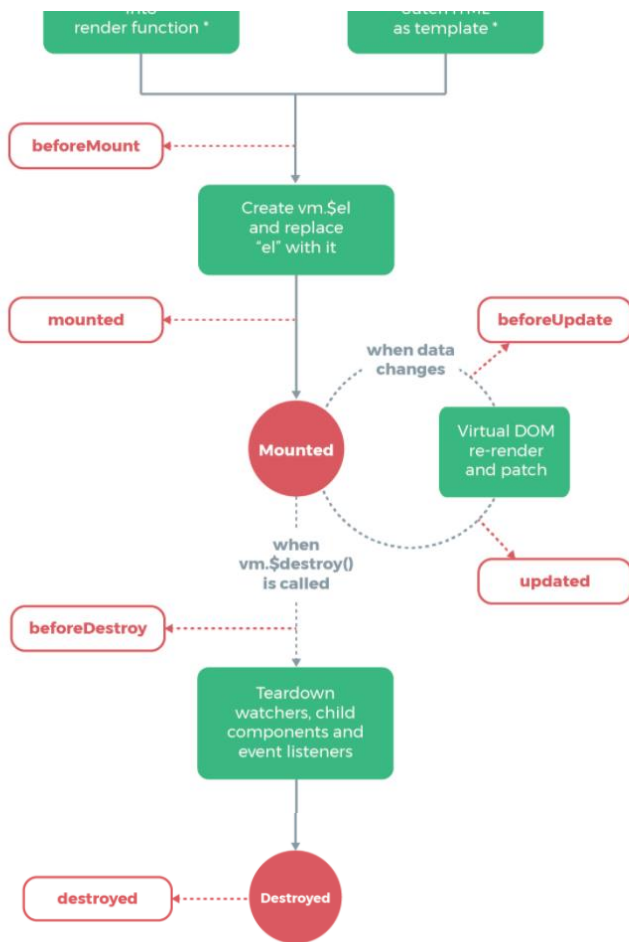 render function *
as template *
beforeMount
Create vm.$el
and replace
“el” with it
mounted
beforeUpdate
when data
changes
Mounted
Virtual DOM
re-render
and patch
when
vm.$destroy()
is called
updated
beforeDestroy
Teardown
watchers, child
components and
event listeners
destroyed
Destroyed